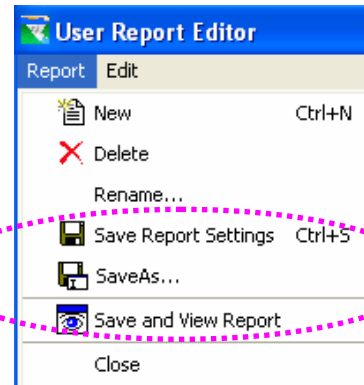 User Report Editor
Report Edit
New Ctrl+N
Delete
Rename...
Save Report Settings Ctrl+S
SaveAs...
Save and View Report
Close